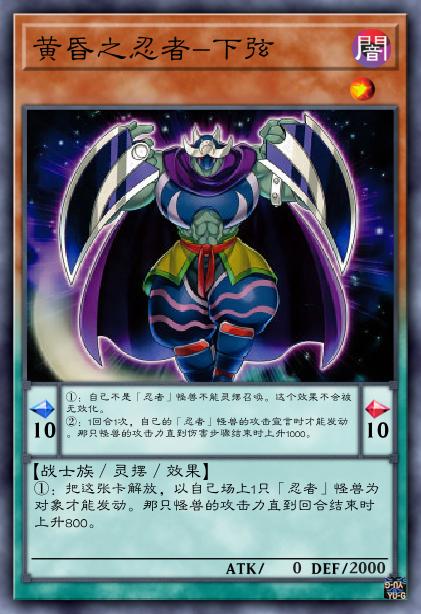 黄昏之忍者-下弦
闇
①：自己不是「忍者」怪兽不能灵摆召唤。这个效果不会被
无效化。
②：1回合1次，自己的「忍者」怪兽的攻击宣言时才能发动
。那只怪兽的攻击力直到伤害步骤结束时上升1000。
10
10
【战士族/灵摆/效果】
①：把这张卡解放，以自己场上1只「忍者」怪兽为
对象才能发动。那只怪兽的攻击力直到回合结束时
上升800。
ATK/ 0 DEF/2000